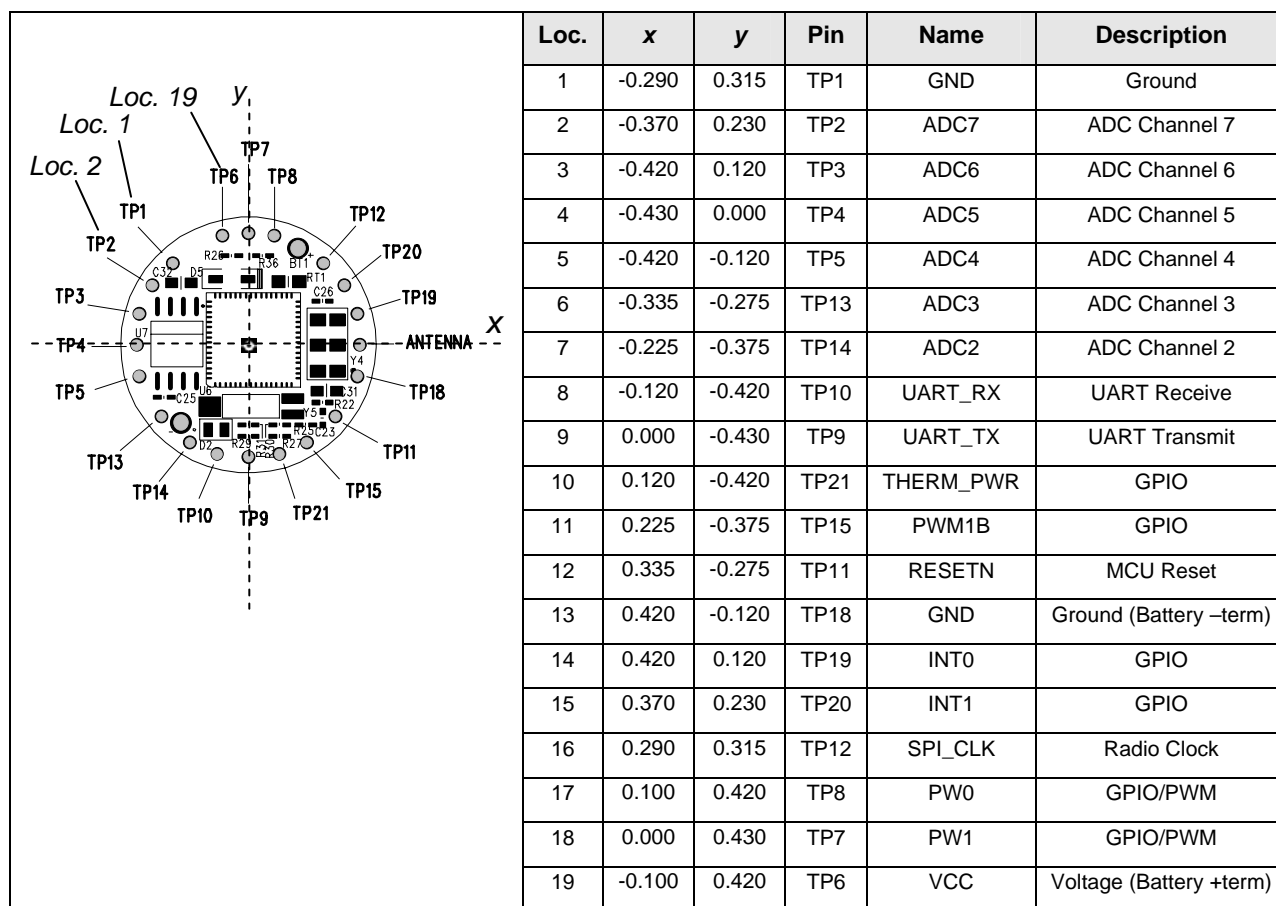 Loc. 19
y
Loc. 1
TP7
Loc. 2
TP6
TP8
TP1
TP12
TP2
TP20
R26
R36
BT1
+
C32
D5
RT1
TP3
C26
TP19
U7
x
TP4
ANTENNA
Y4
TP5
TP18
C25
U6
C31
R22
Y5
TP13
D2
R29
R31
R30
R27
R25
C23
TP11
TP14
TP15
TP10
TP9
TP21
Loc. x y Pin Name Description
1 -0.290 0.315 TP1 GND Ground
2 -0.370 0.230 TP2 ADC7 ADC Channel 7
3 -0.420 0.120 TP3 ADC6 ADC Channel 6
4 -0.430 0.000 TP4 ADC5 ADC Channel 5
5 -0.420 -0.120 TP5 ADC4 ADC Channel 4
6 -0.335 -0.275 TP13 ADC3 ADC Channel 3
7 -0.225 -0.375 TP14 ADC2 ADC Channel 2
8 -0.120 -0.420 TP10 UART_RX UART Receive
9 0.000 -0.430 TP9 UART_TX UART Transmit
10 0.120 -0.420 TP21 THERM_PWR GPIO
11 0.225 -0.375 TP15 PWM1B GPIO
12 0.335 -0.275 TP11 RESETN MCU Reset
13 0.420 -0.120 TP18 GND Ground (Battery –term)
14 0.420 0.120 TP19 INT0 GPIO
15 0.370 0.230 TP20 INT1 GPIO
16 0.290 0.315 TP12 SPI_CLK Radio Clock
17 0.100 0.420 TP8 PW0 GPIO/PWM
18 0.000 0.430 TP7 PW1 GPIO/PWM
19 -0.100 0.420 TP6 VCC Voltage (Battery +term)